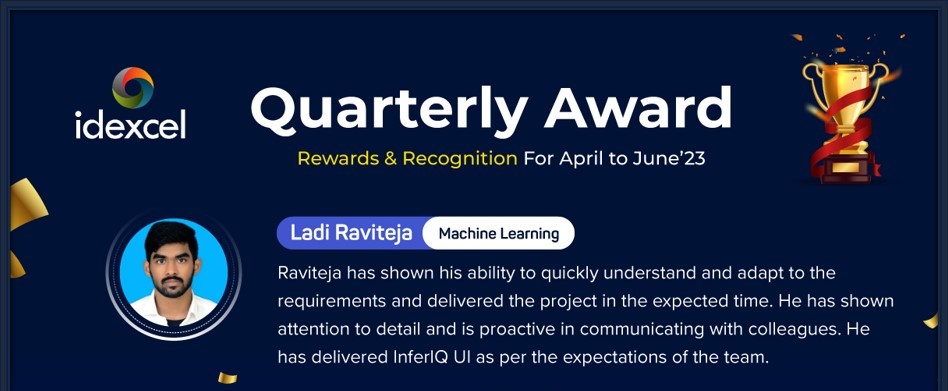 idexcel
Quarterly Award
Rewards & Recognition For April to June’23
Ladi Raviteja Machine Learning
Raviteja has shown his ability to quickly understand and adapt to the
requirements and delivered the project in the expected time. He has shown
attention to detail and is proactive in communicating with colleagues. He
has delivered InferIQ UI as per the expectations of the team.